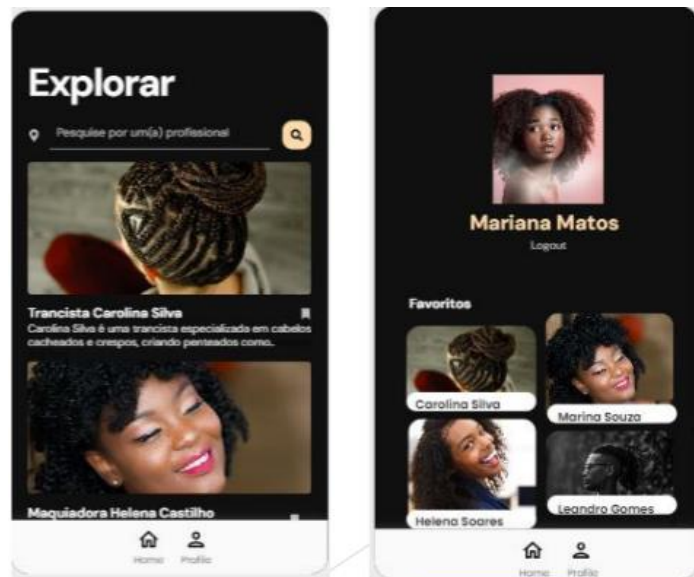 Explorar
Pesquise por um(a) profissional
Trancista Carolina Silva
Carolina Silva é uma trancista especializada em cabelos
cacheados e crespos, criando penteados como..
Maquiadora Helena Castilho
Home Profile
Mariana Matos
Logout
Favoritos
Carolina Silva
Marina Souza
Helena Soares
Leandro Gomes
Home Profile